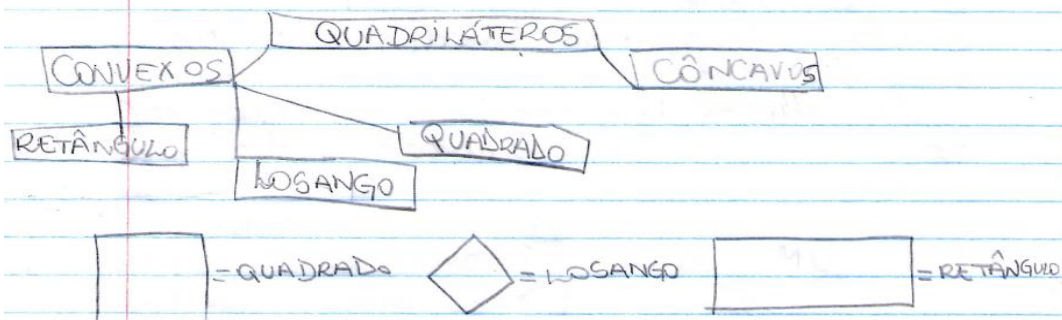 QUADRILÁTEROS
CONVEXOS
CÔNCAVOS
RETÂNGULO
QUADRADO
LOSANGO
= QUADRADO
= LOSANGO
= RETÂNGULO